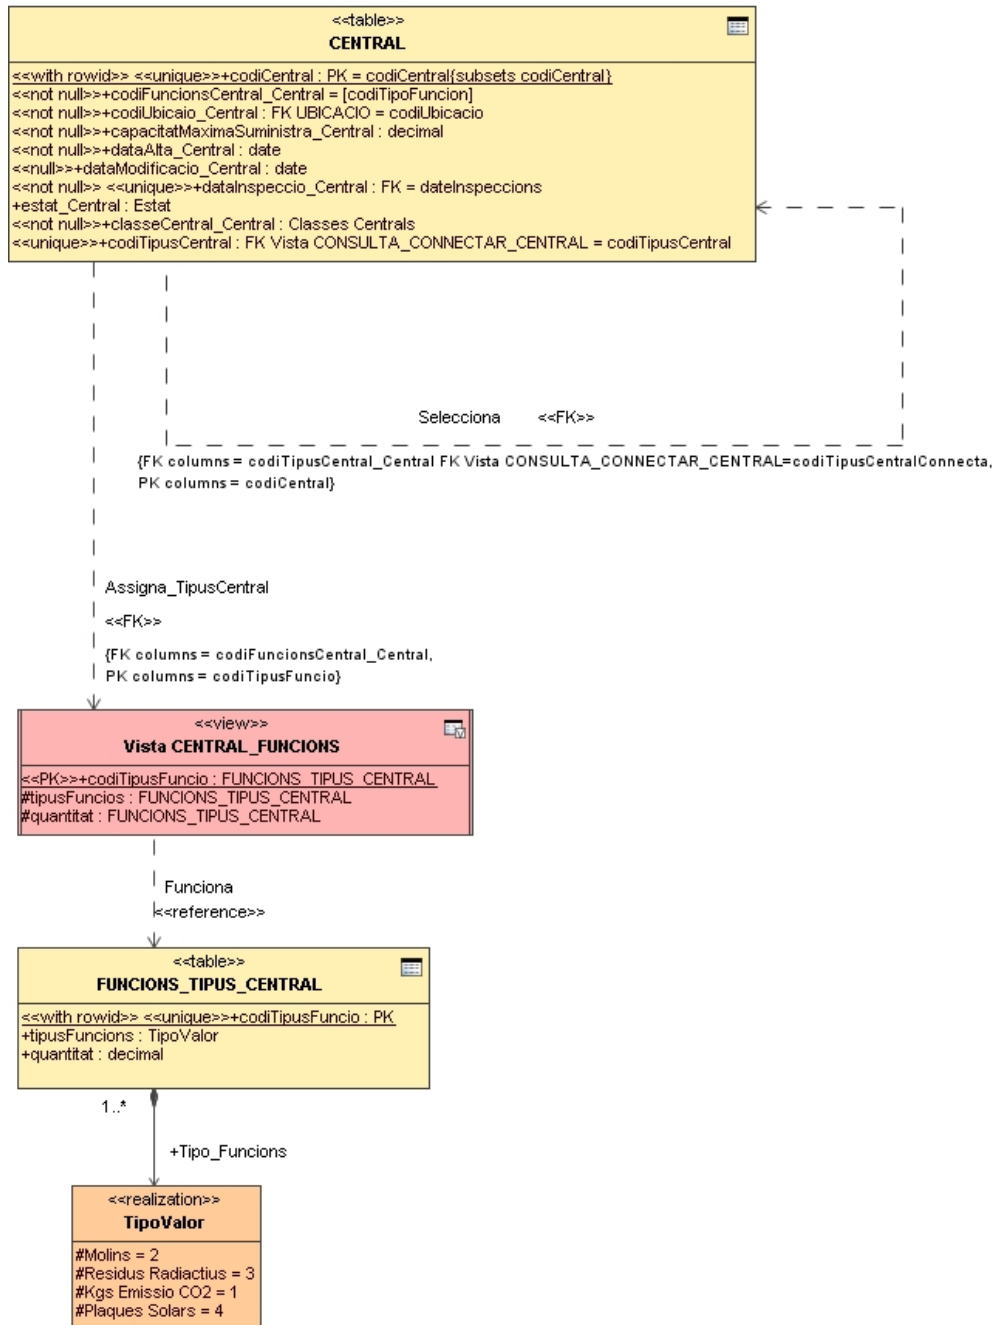 <<table>>
CENTRAL
<<with rowid>> <<unique>>+codiCentral : PK = codiCentral{subsets codiCentral}
<<not null>>+codiFuncionsCentral_Central = [codiTipoFuncion]
<<not null>>+codiUbicaio_Central : FK UBICACIO = codiUbicacio
<<not null>>+capacitatMaximaSuministra_Central : decimal
<<not null>>+dataAlta_Central : date
<<null>>+dataModificacio_Central : date
<<not null>> <<unique>>+dataInspeccio_Central : FK = dateInspeccions
+estat_Central : Estat
<<not null>>+classeCentral_Central : Classes Centrals
<<unique>>+codiTipusCentral : FK Vista CONSULTA_CONNECTAR_CENTRAL = codiTipusCentral
Selecciona <<FK>>
{FK columns = codiTipusCentral_Central FK Vista CONSULTA_CONNECTAR_CENTRAL=codiTipusCentralConnecta,
PK columns = codiCentral}
Assigna_TipusCentral
<<FK>>
{FK columns = codiFuncionsCentral_Central,
PK columns = codiTipusFuncio}
<<view>>
Vista CENTRAL_FUNCIONS
<<PK>>+codiTipusFuncio : FUNCIONS_TIPUS_CENTRAL
#tipusFuncios : FUNCIONS_TIPUS_CENTRAL
#quantitat : FUNCIONS_TIPUS_CENTRAL
Funciona
<<reference>>
<<table>>
FUNCIONS_TIPUS_CENTRAL
<<with rowid>> <<unique>>+codiTipusFuncio : PK
+tipusFuncions : TipoValor
+quantitat : decimal
1..*
+Tipo_Funcions
<<realization>>
TipoValor
#Molins = 2
#Residus Radiactius = 3
#Kgs Emissio CO2 = 1
#Plaques Solars = 4